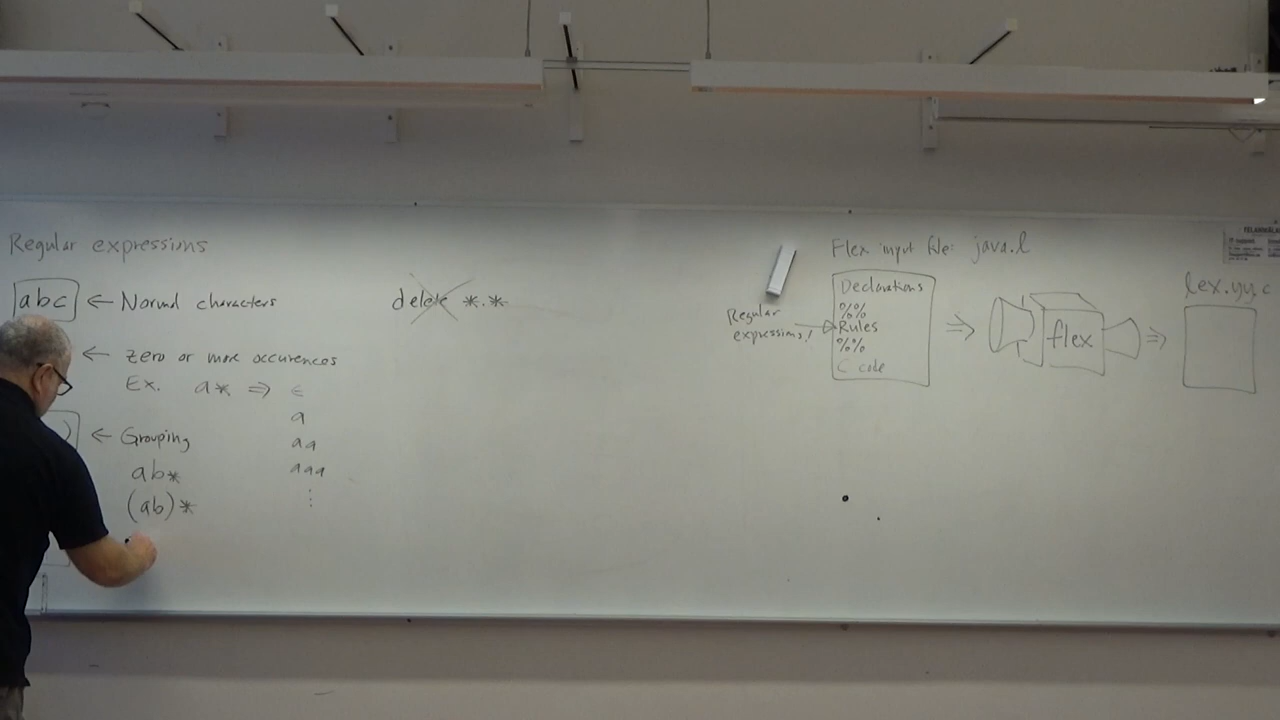 Regular expressions
abc ← Normal characters
delete *.*
← zero or more occurences
Ex. a* ⇒ ϵ
a
aa
aaa
⋮
) ← Grouping
ab*
(ab)*
Flex input file: java.l
Declarations
%%
Rules
%%
C code
Regular
expressions!
⇒
flex
⇒
lex.yy.c
FELANMÄLAN